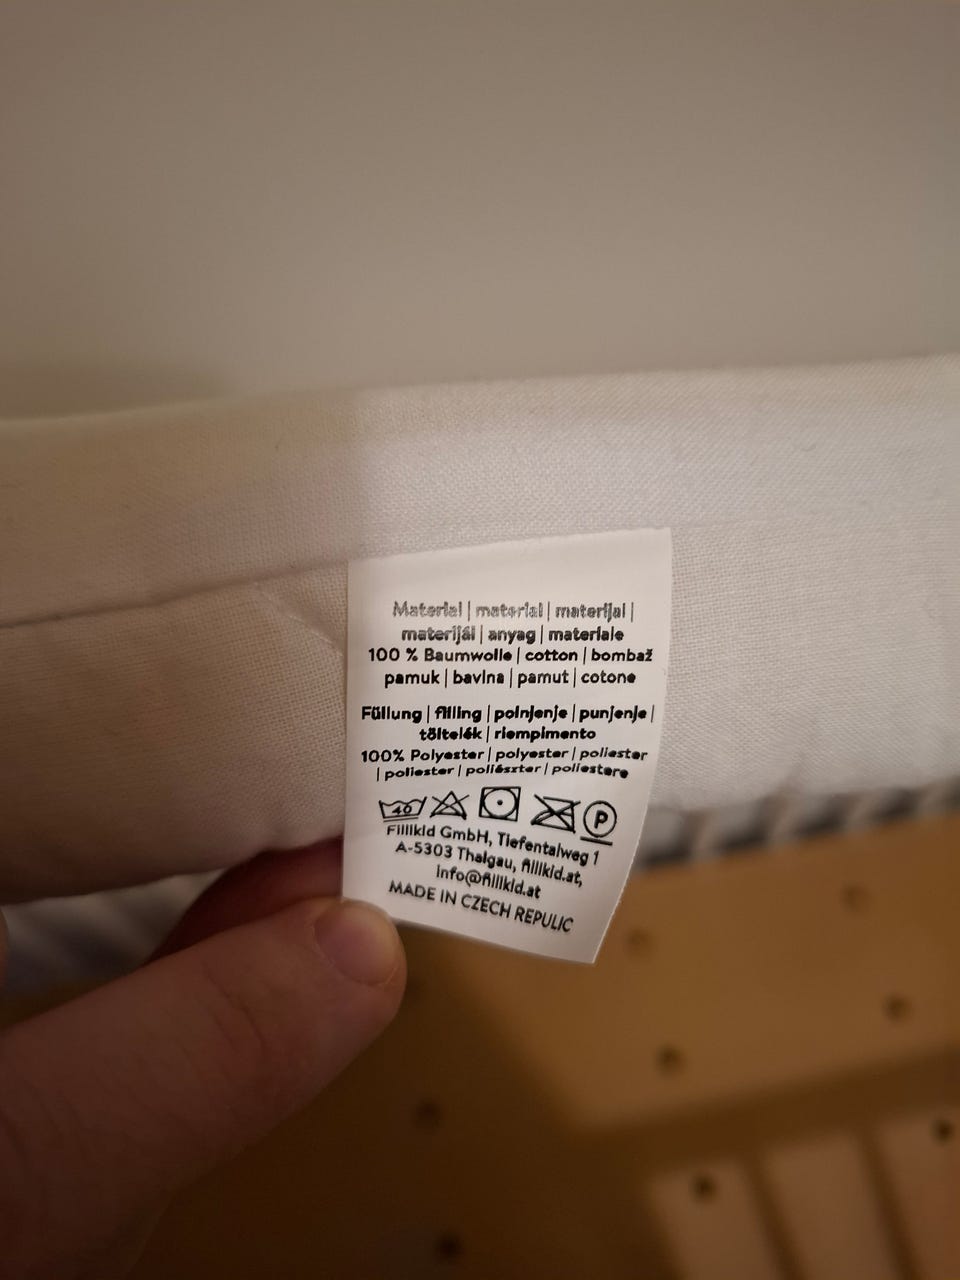 Material | material | materijal |
materijál | anyag | materiale
100 % Baumwolle | cotton | bombaž
pamuk | bavlna | pamut | cotone
Füllung | filling | polnjenje | punjenje |
töltelék | riempimento
100% Polyester | polyester | poliester
| poliester | poliészter | poliestere
40 P
Fillikid GmbH, Tiefentalweg 1
A-5303 Thalgau, fillikid.at,
info@fillikid.at
MADE IN CZECH REPULIC